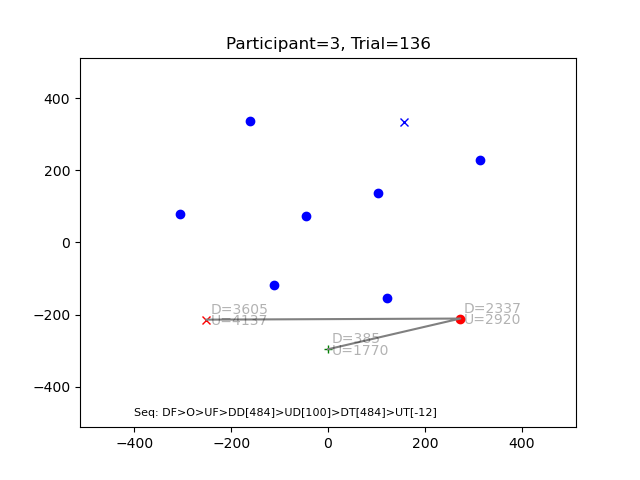 Participant=3, Trial=136
400
200
0
−200
−400
D=3605
U=4137
D=2337
U=2920
D=385
U=1770
Seq: DF>O>UF>DD[484]>UD[100]>DT[484]>UT[-12]
−400
−200
0
200
400